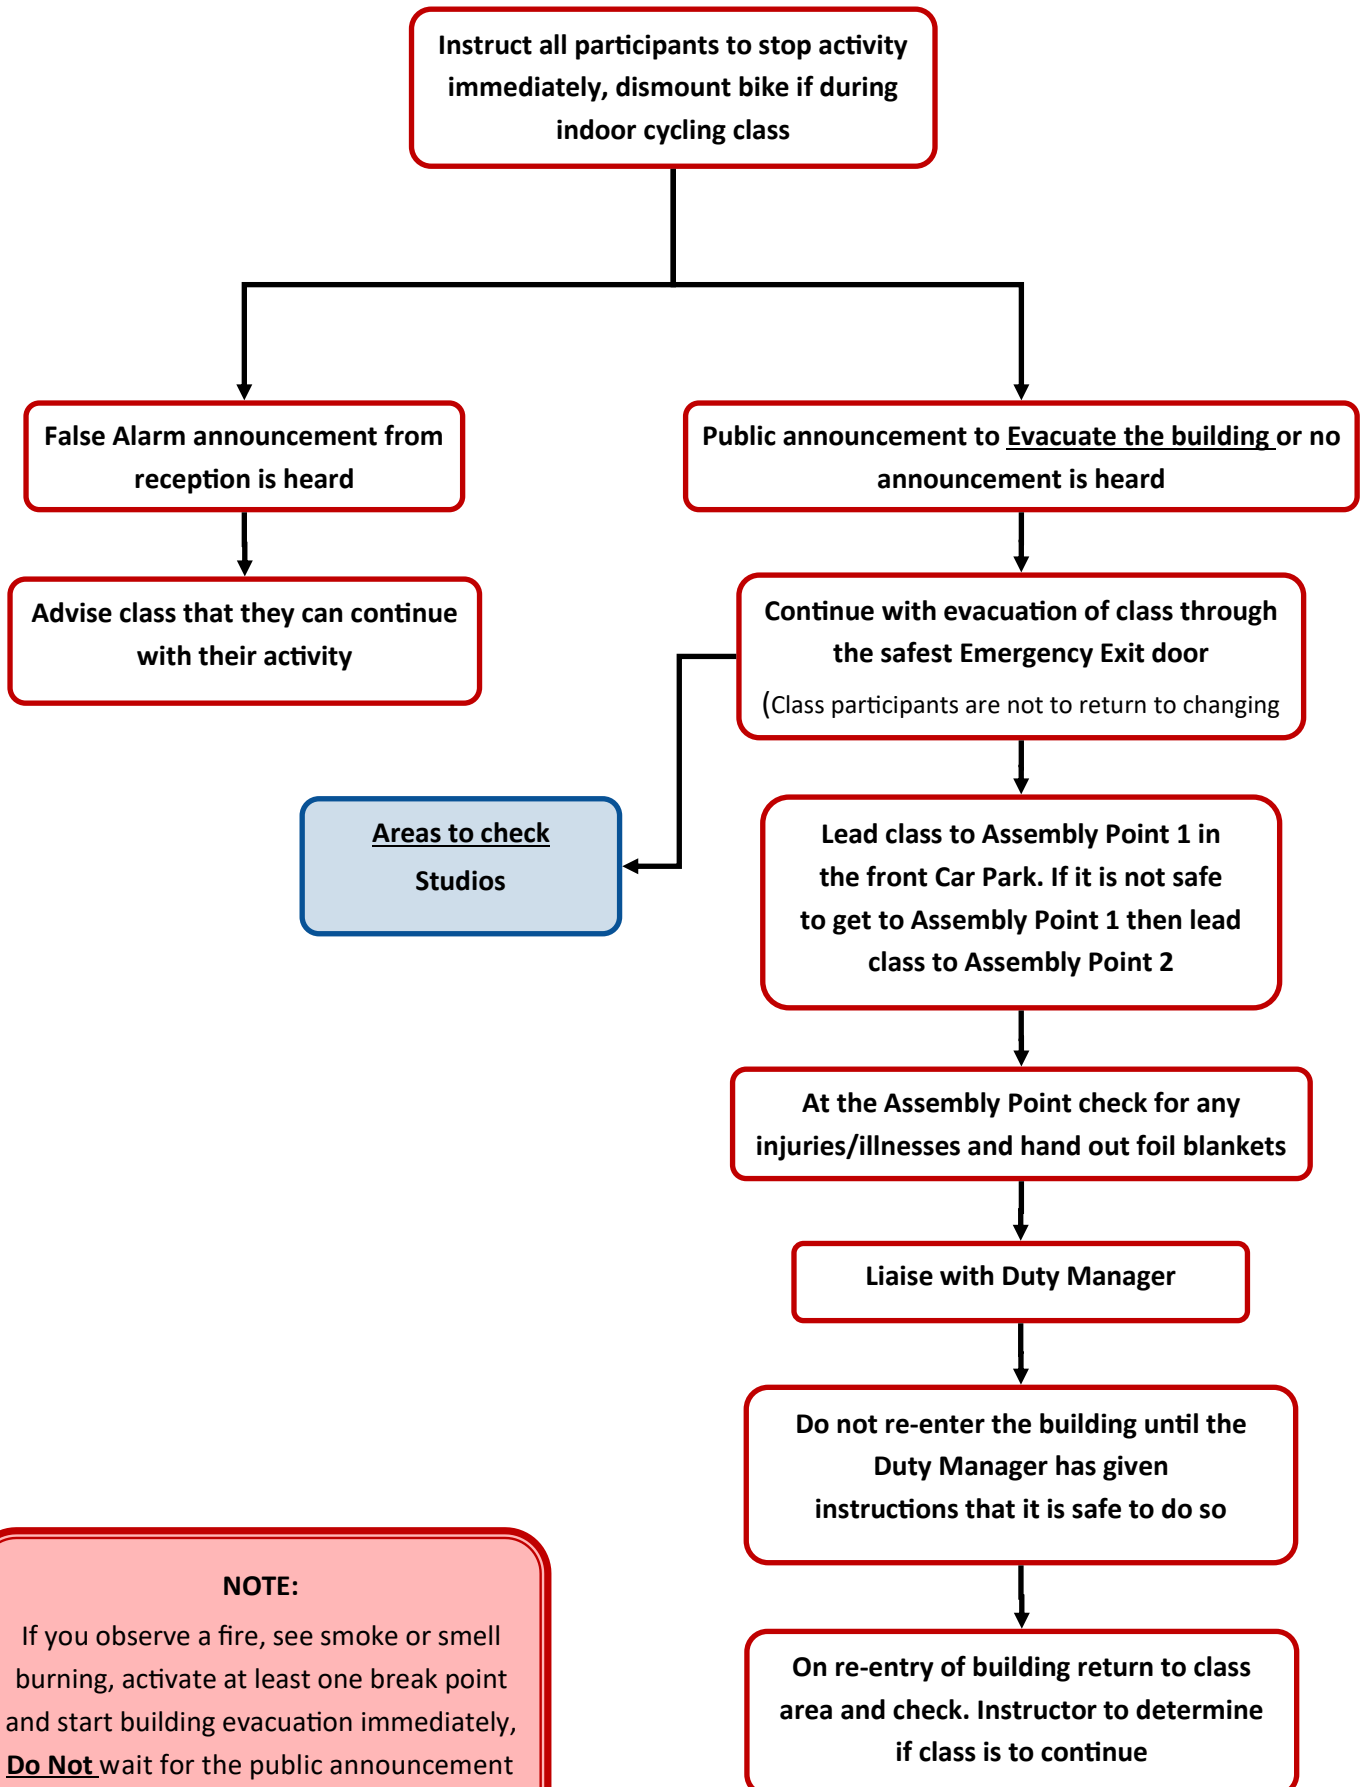 Instruct all participants to stop activity
immediately, dismount bike if during
indoor cycling class
False Alarm announcement from
reception is heard
Advise class that they can continue
with their activity
Public announcement to Evacuate the building or no
announcement is heard
Continue with evacuation of class through
the safest Emergency Exit door
(Class participants are not to return to changing
Areas to check
Studios
Lead class to Assembly Point 1 in
the front Car Park. If it is not safe
to get to Assembly Point 1 then lead
class to Assembly Point 2
At the Assembly Point check for any
injuries/illnesses and hand out foil blankets
Liaise with Duty Manager
Do not re-enter the building until the
Duty Manager has given
instructions that it is safe to do so
On re-entry of building return to class
area and check. Instructor to determine
if class is to continue
NOTE:
If you observe a fire, see smoke or smell
burning, activate at least one break point
and start building evacuation immediately,
Do Not wait for the public announcement